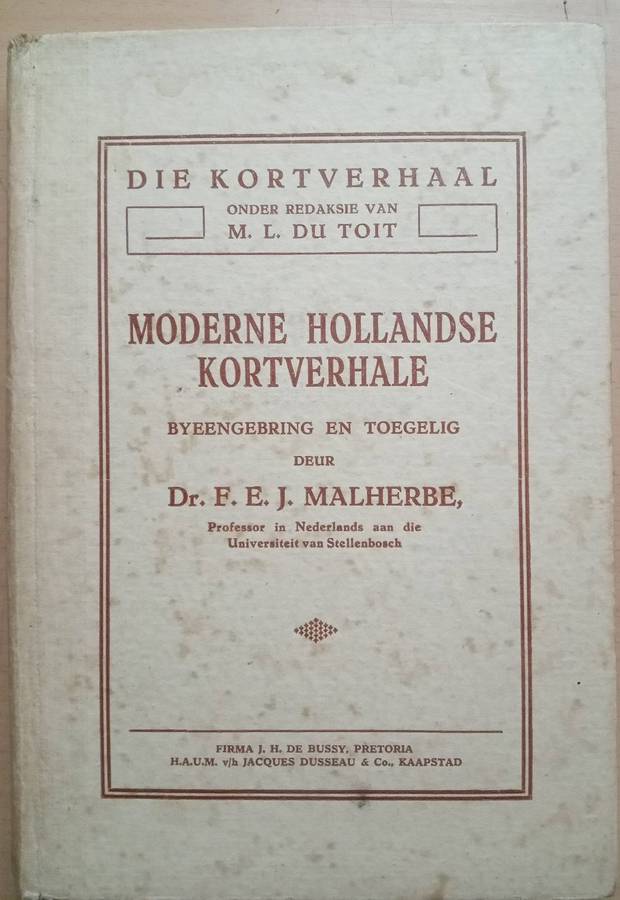 DIE KORTVERHAAL
ONDER REDAKSIE VAN
M. L. DU TOIT
MODERNE HOLLANDSE
KORTVERHALE
BYEENGEBRING EN TOEGELIG
DEUR
Dr. F. E. J. MALHERBE,
Professor in Nederlands aan die
Universiteit van Stellenbosch
FIRMA J. H. DE BUSSY, PRETORIA
H.A.U.M. v/h JACQUES DUSSEAU & Co., KAAPSTAD